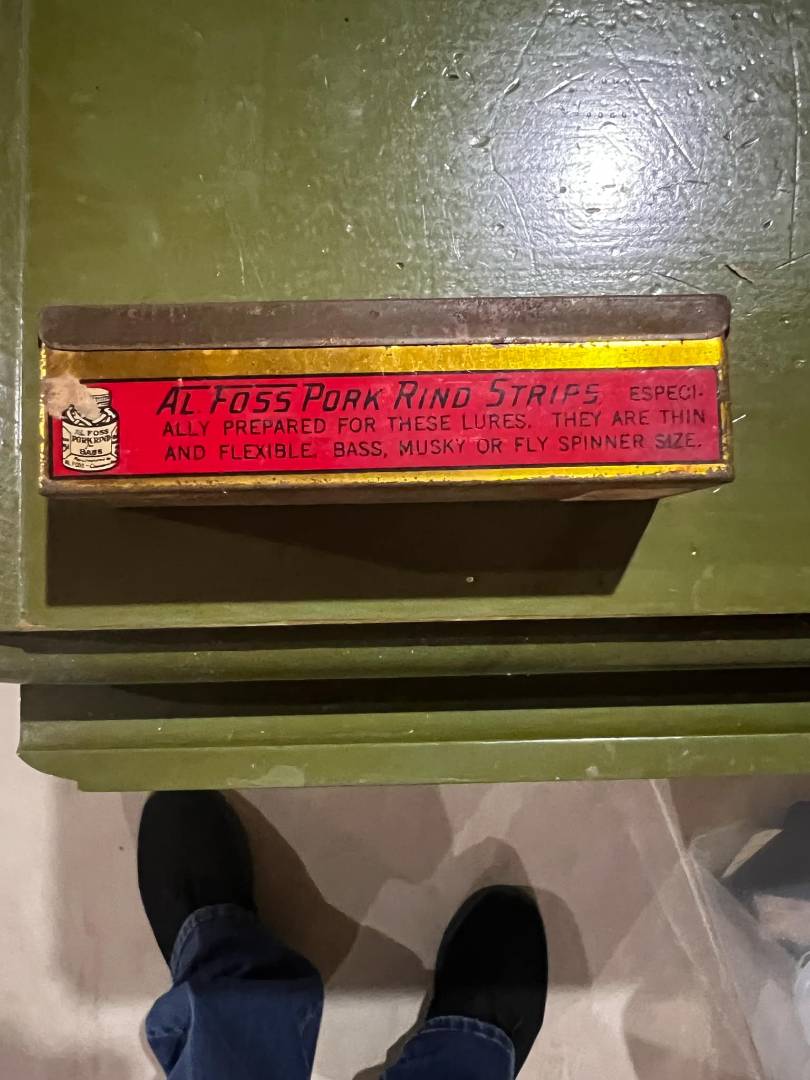 AL FOSS PORK RIND STRIPS ESPECI-
ALLY PREPARED FOR THESE LURES. THEY ARE THIN
AND FLEXIBLE. BASS, MUSKY OR FLY SPINNER SIZE.
AL FOSS
PORK RIND
BASS